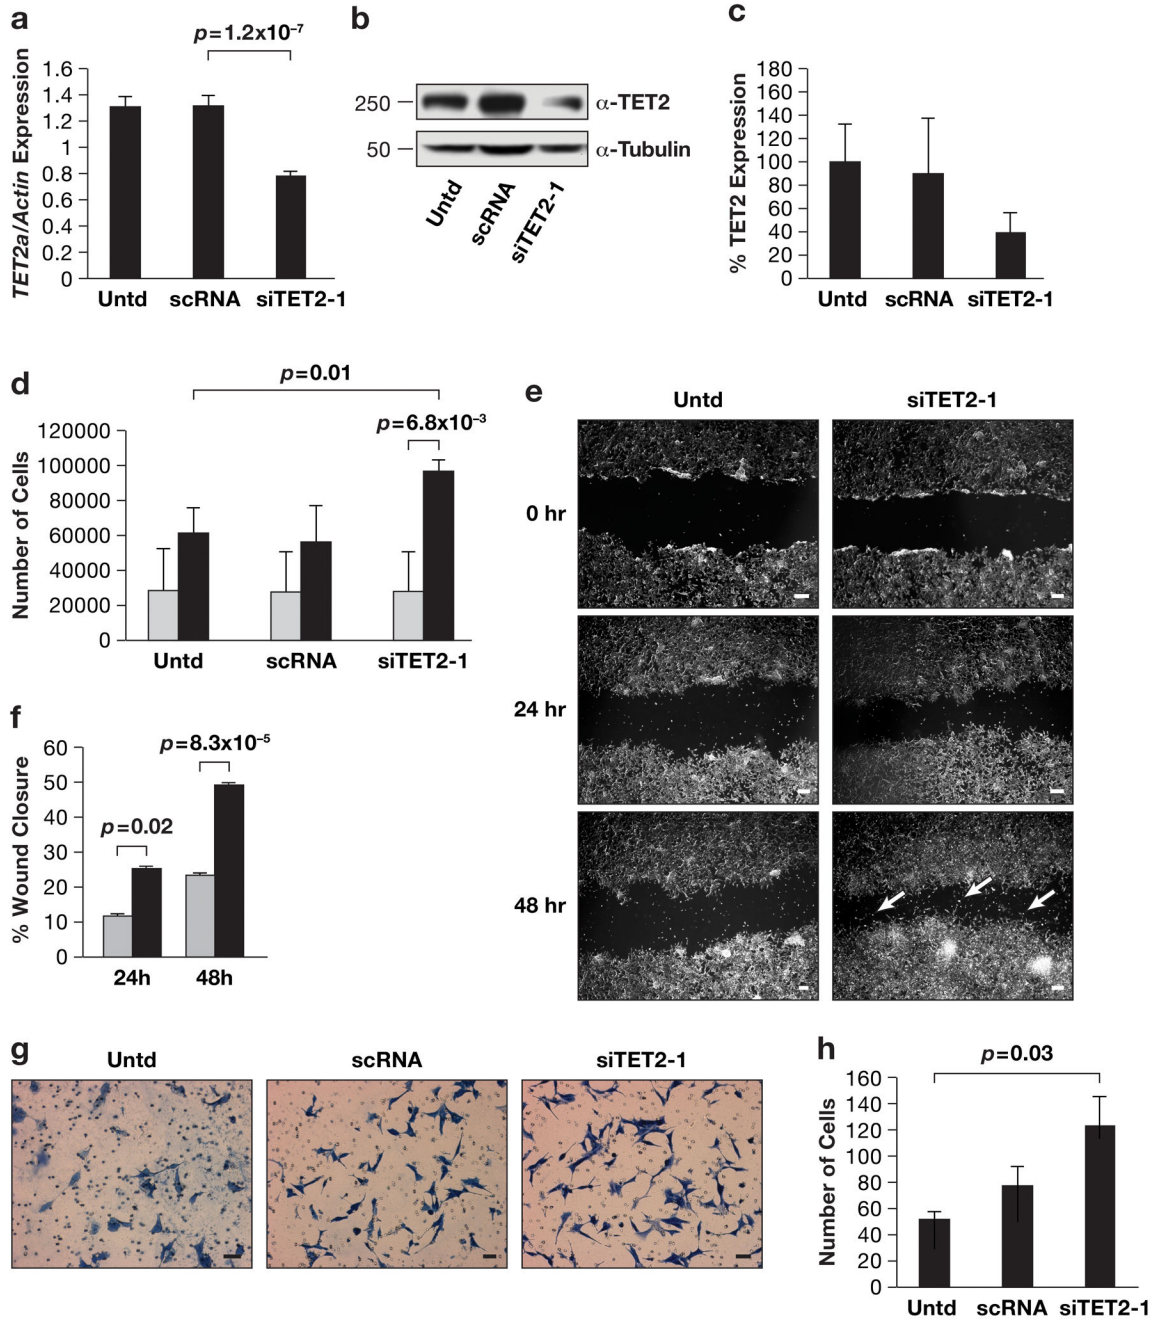 a
p=1.2x10⁻⁷
TET2a/Actin Expression
1.6
1.4
1.2
1
0.8
0.6
0.4
0.2
0
Untd scRNA siTET2-1
b
250
α-TET2
50
α-Tubulin
Untd
scRNA
siTET2-1
c
% TET2 Expression
180
160
140
120
100
80
60
40
20
0
Untd scRNA siTET2-1
d
p=0.01
p=6.8x10⁻³
Number of Cells
120000
100000
80000
60000
40000
20000
0
Untd scRNA siTET2-1
e
Untd siTET2-1
0 hr
24 hr
48 hr
f
p=8.3x10⁻⁵
p=0.02
% Wound Closure
60
50
40
30
20
10
0
24h 48h
g
Untd scRNA siTET2-1
h
p=0.03
Number of Cells
160
140
120
100
80
60
40
20
0
Untd scRNA siTET2-1